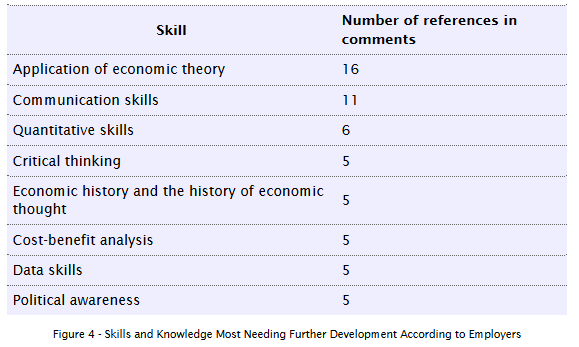 Skill
Number of references in
comments
Application of economic theory 16
Communication skills 11
Quantitative skills 6
Critical thinking 5
Economic history and the history of economic
thought
5
Cost-benefit analysis 5
Data skills 5
Political awareness 5
Figure 4 - Skills and Knowledge Most Needing Further Development According to Employers